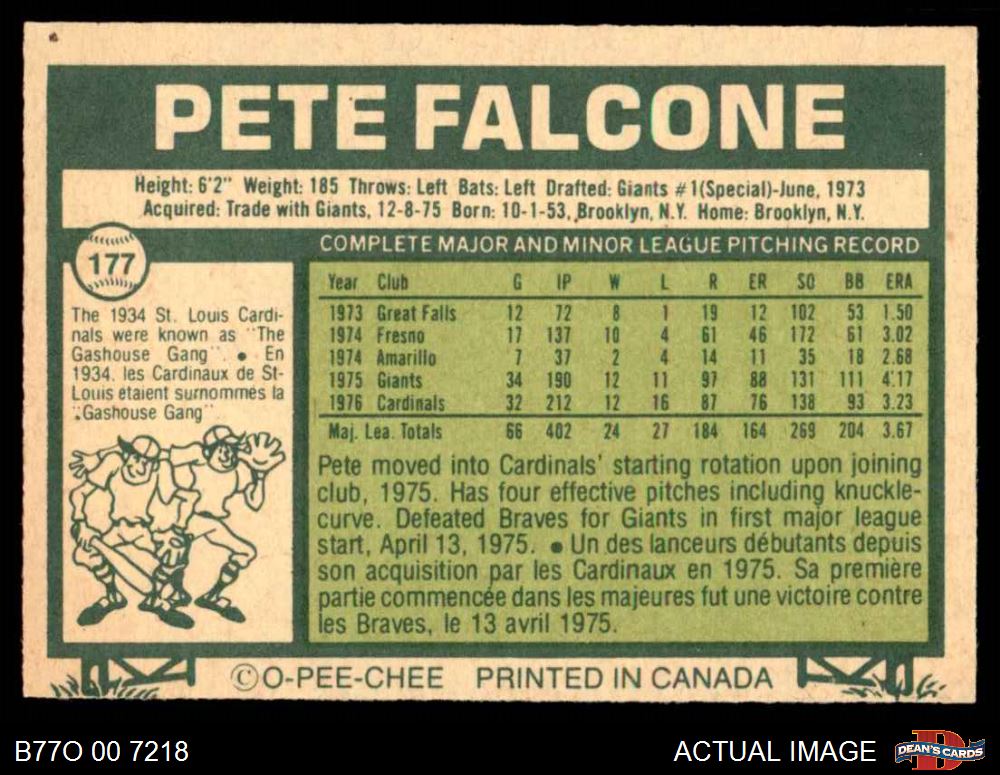 PETE FALCONE
Height: 6'2" Weight: 185 Throws: Left Bats: Left Drafted: Giants #1(Special)-June, 1973
Acquired: Trade with Giants, 12-8-75 Born: 10-1-53, Brooklyn, N.Y. Home: Brooklyn, N.Y.
177
The 1934 St. Louis Cardi-
nals were known as "The
Gashouse Gang". ● En
1934, les Cardinaux de St-
Louis étaient surnommés la
"Gashouse Gang".
COMPLETE MAJOR AND MINOR LEAGUE PITCHING RECORD
Year Club G IP W L R ER SO BB ERA
1973 Great Falls 12 72 8 1 19 12 102 53 1.50
1974 Fresno 17 137 10 4 61 46 172 61 3.02
1974 Amarillo 7 37 2 4 14 11 35 18 2.68
1975 Giants 34 190 12 11 97 88 131 111 4.17
1976 Cardinals 32 212 12 16 87 76 138 93 3.23
Maj. Lea. Totals 66 402 24 27 184 164 269 204 3.67
Pete moved into Cardinals' starting rotation upon joining
club, 1975. Has four effective pitches including knuckle-
curve. Defeated Braves for Giants in first major league
start, April 13, 1975. ● Un des lanceurs débutants depuis
son acquisition par les Cardinaux en 1975. Sa première
partie commencée dans les majeures fut une victoire contre
les Braves, le 13 avril 1975.
©O-PEE-CHEE PRINTED IN CANADA
B77O 00 7218
ACTUAL IMAGE
DEAN'S CARDS